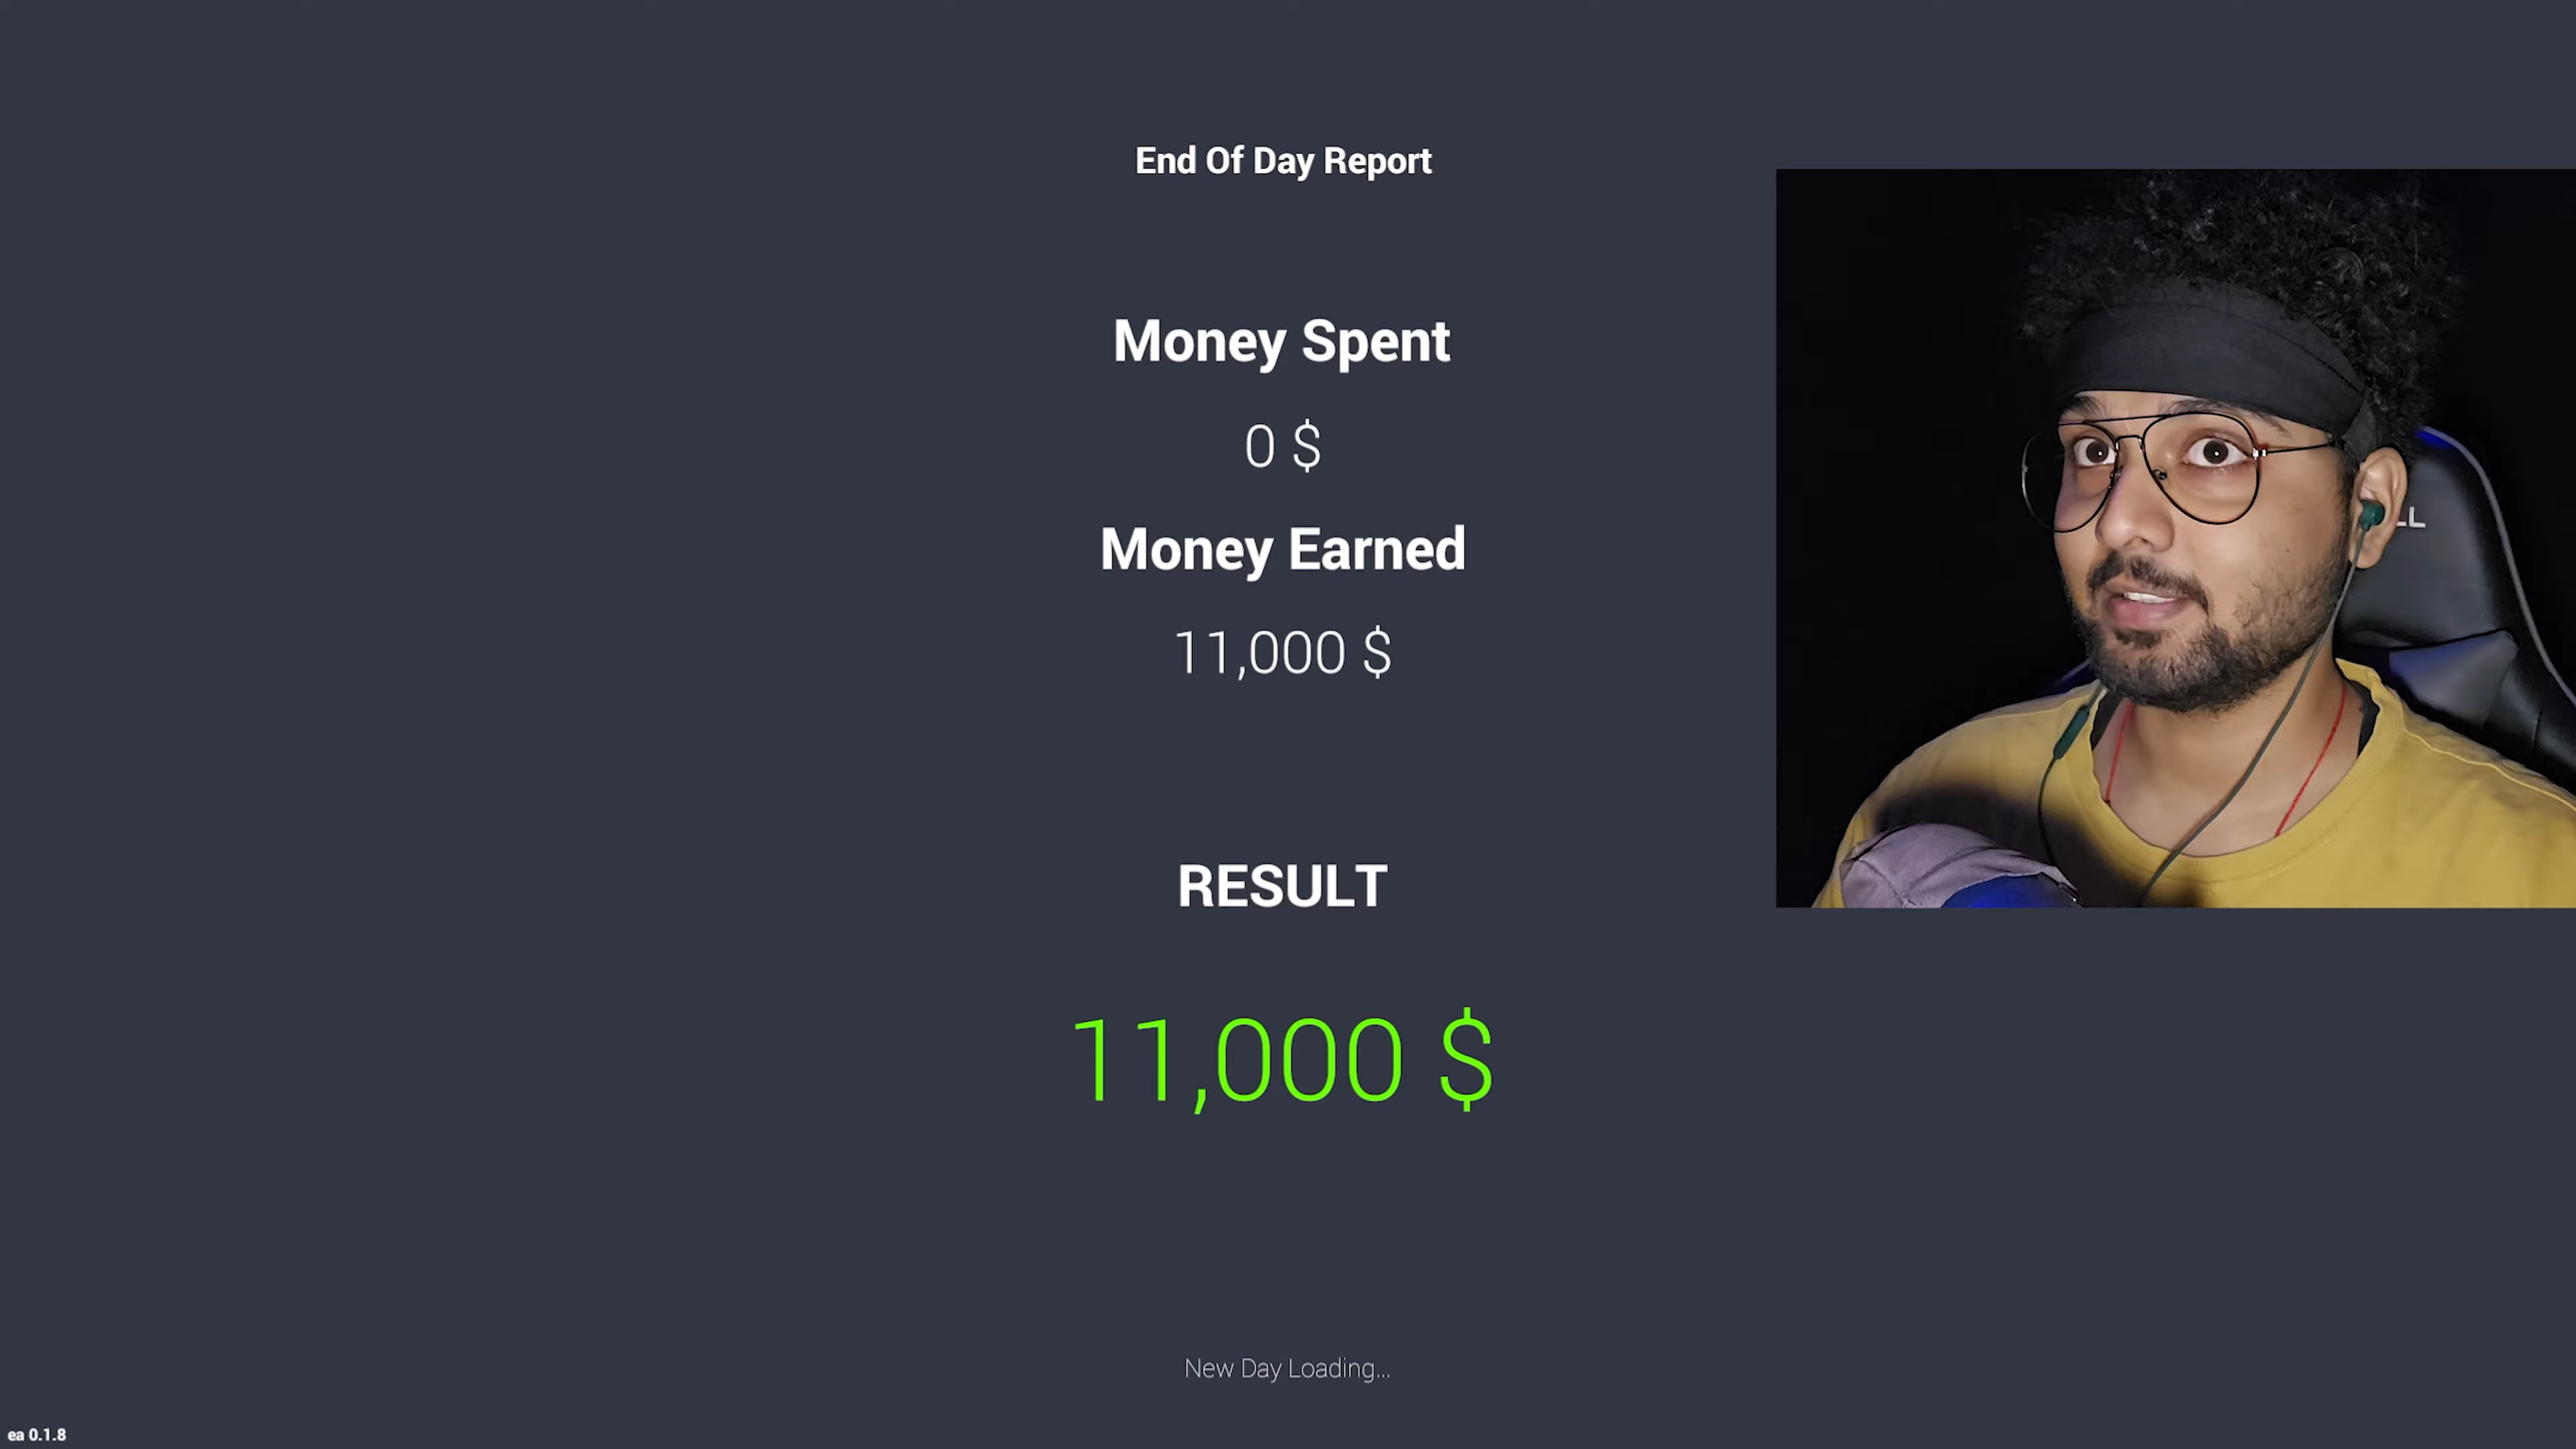 End Of Day Report
Money Spent
0 $
Money Earned
11,000 $
RESULT
11,000 $
New Day Loading...
ea 0.1.8